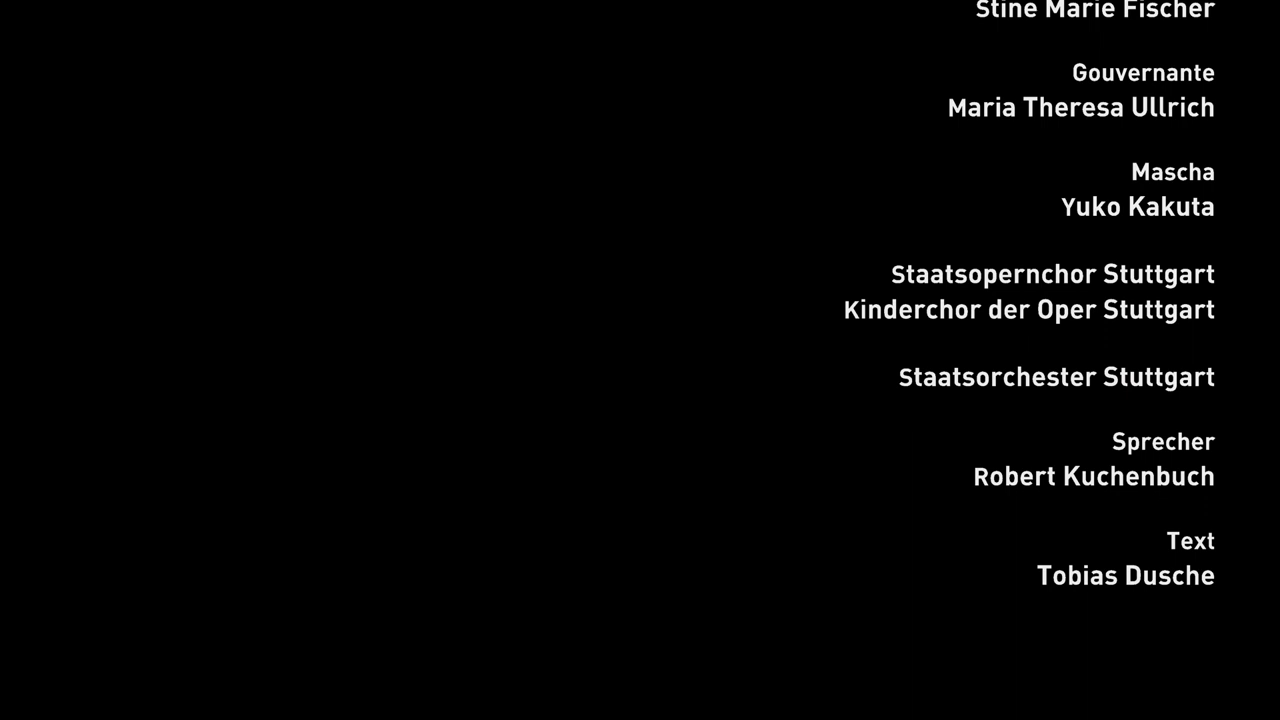 Stine Marie Fischer
Gouvernante
Maria Theresa Ullrich
Mascha
Yuko Kakuta
Staatsopernchor Stuttgart
Kinderchor der Oper Stuttgart
Staatsorchester Stuttgart
Sprecher
Robert Kuchenbuch
Text
Tobias Dusche